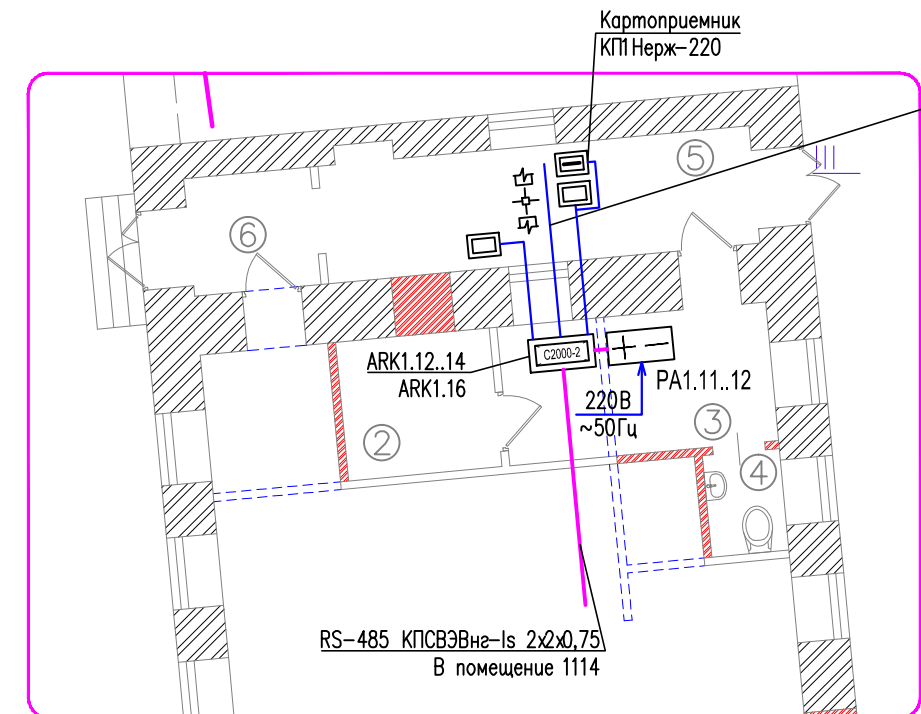 Картоприемник
КП1 Нерж-220
5
6
С2000-2
ARK1.12..14
ARK1.16
РА1.11..12
220В
~50Гц
3
2
4
RS-485 КПСВЭВнг-ls 2х2х0,75
В помещение 1114